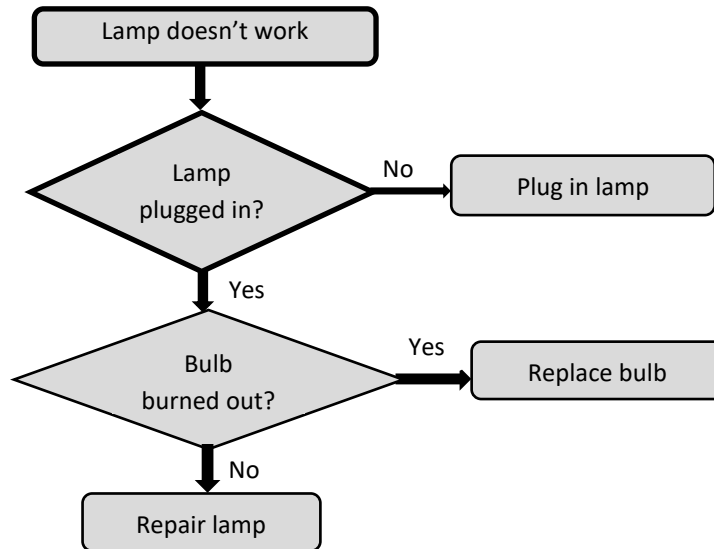 Lamp doesn’t work
Lamp
plugged in?
No
Plug in lamp
Yes
Bulb
burned out?
Yes
Replace bulb
No
Repair lamp